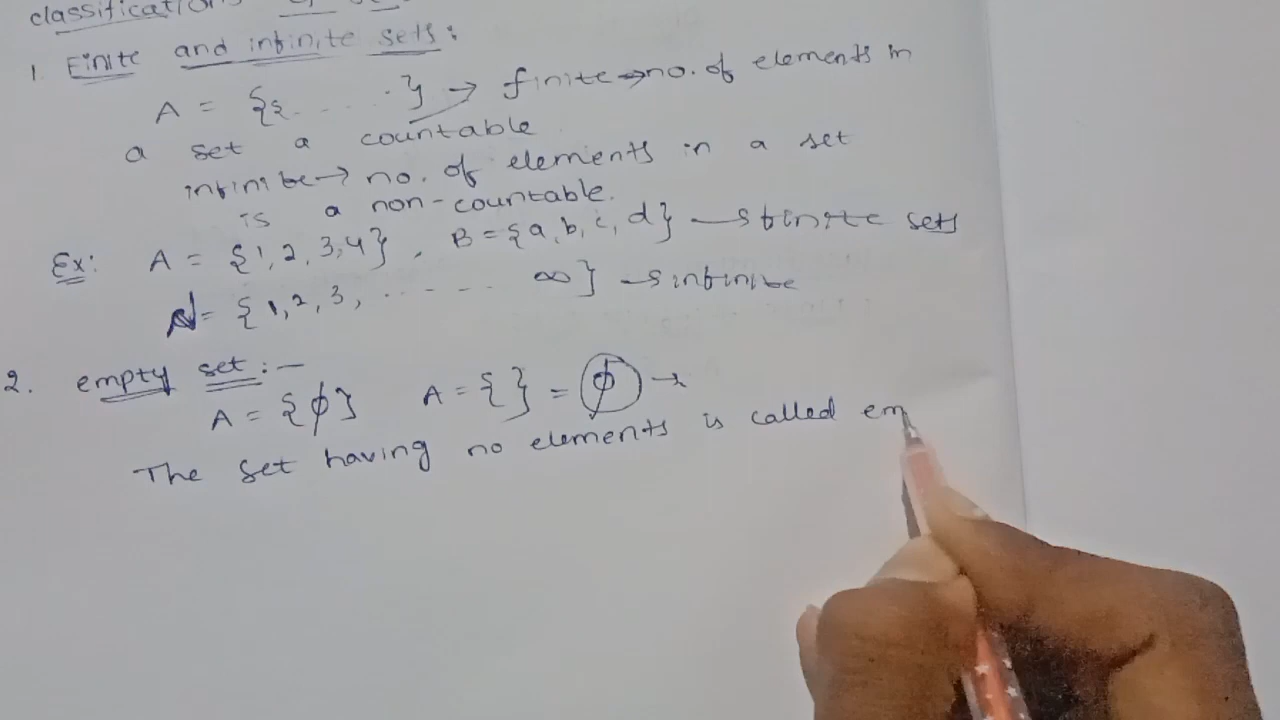 classifications of
1. Finite and infinite sets:
A = { . . . . . } → finite → no. of elements in
a set a countable
infinite → no. of elements in a set
is a non-countable.
Ex: A = {1, 2, 3, 4}, B = {a, b, c, d} → finite sets
N = {1, 2, 3, ........ ∞} → infinite
2. empty set :-
A = {ϕ} A = { } = ϕ →
The set having no elements is called em